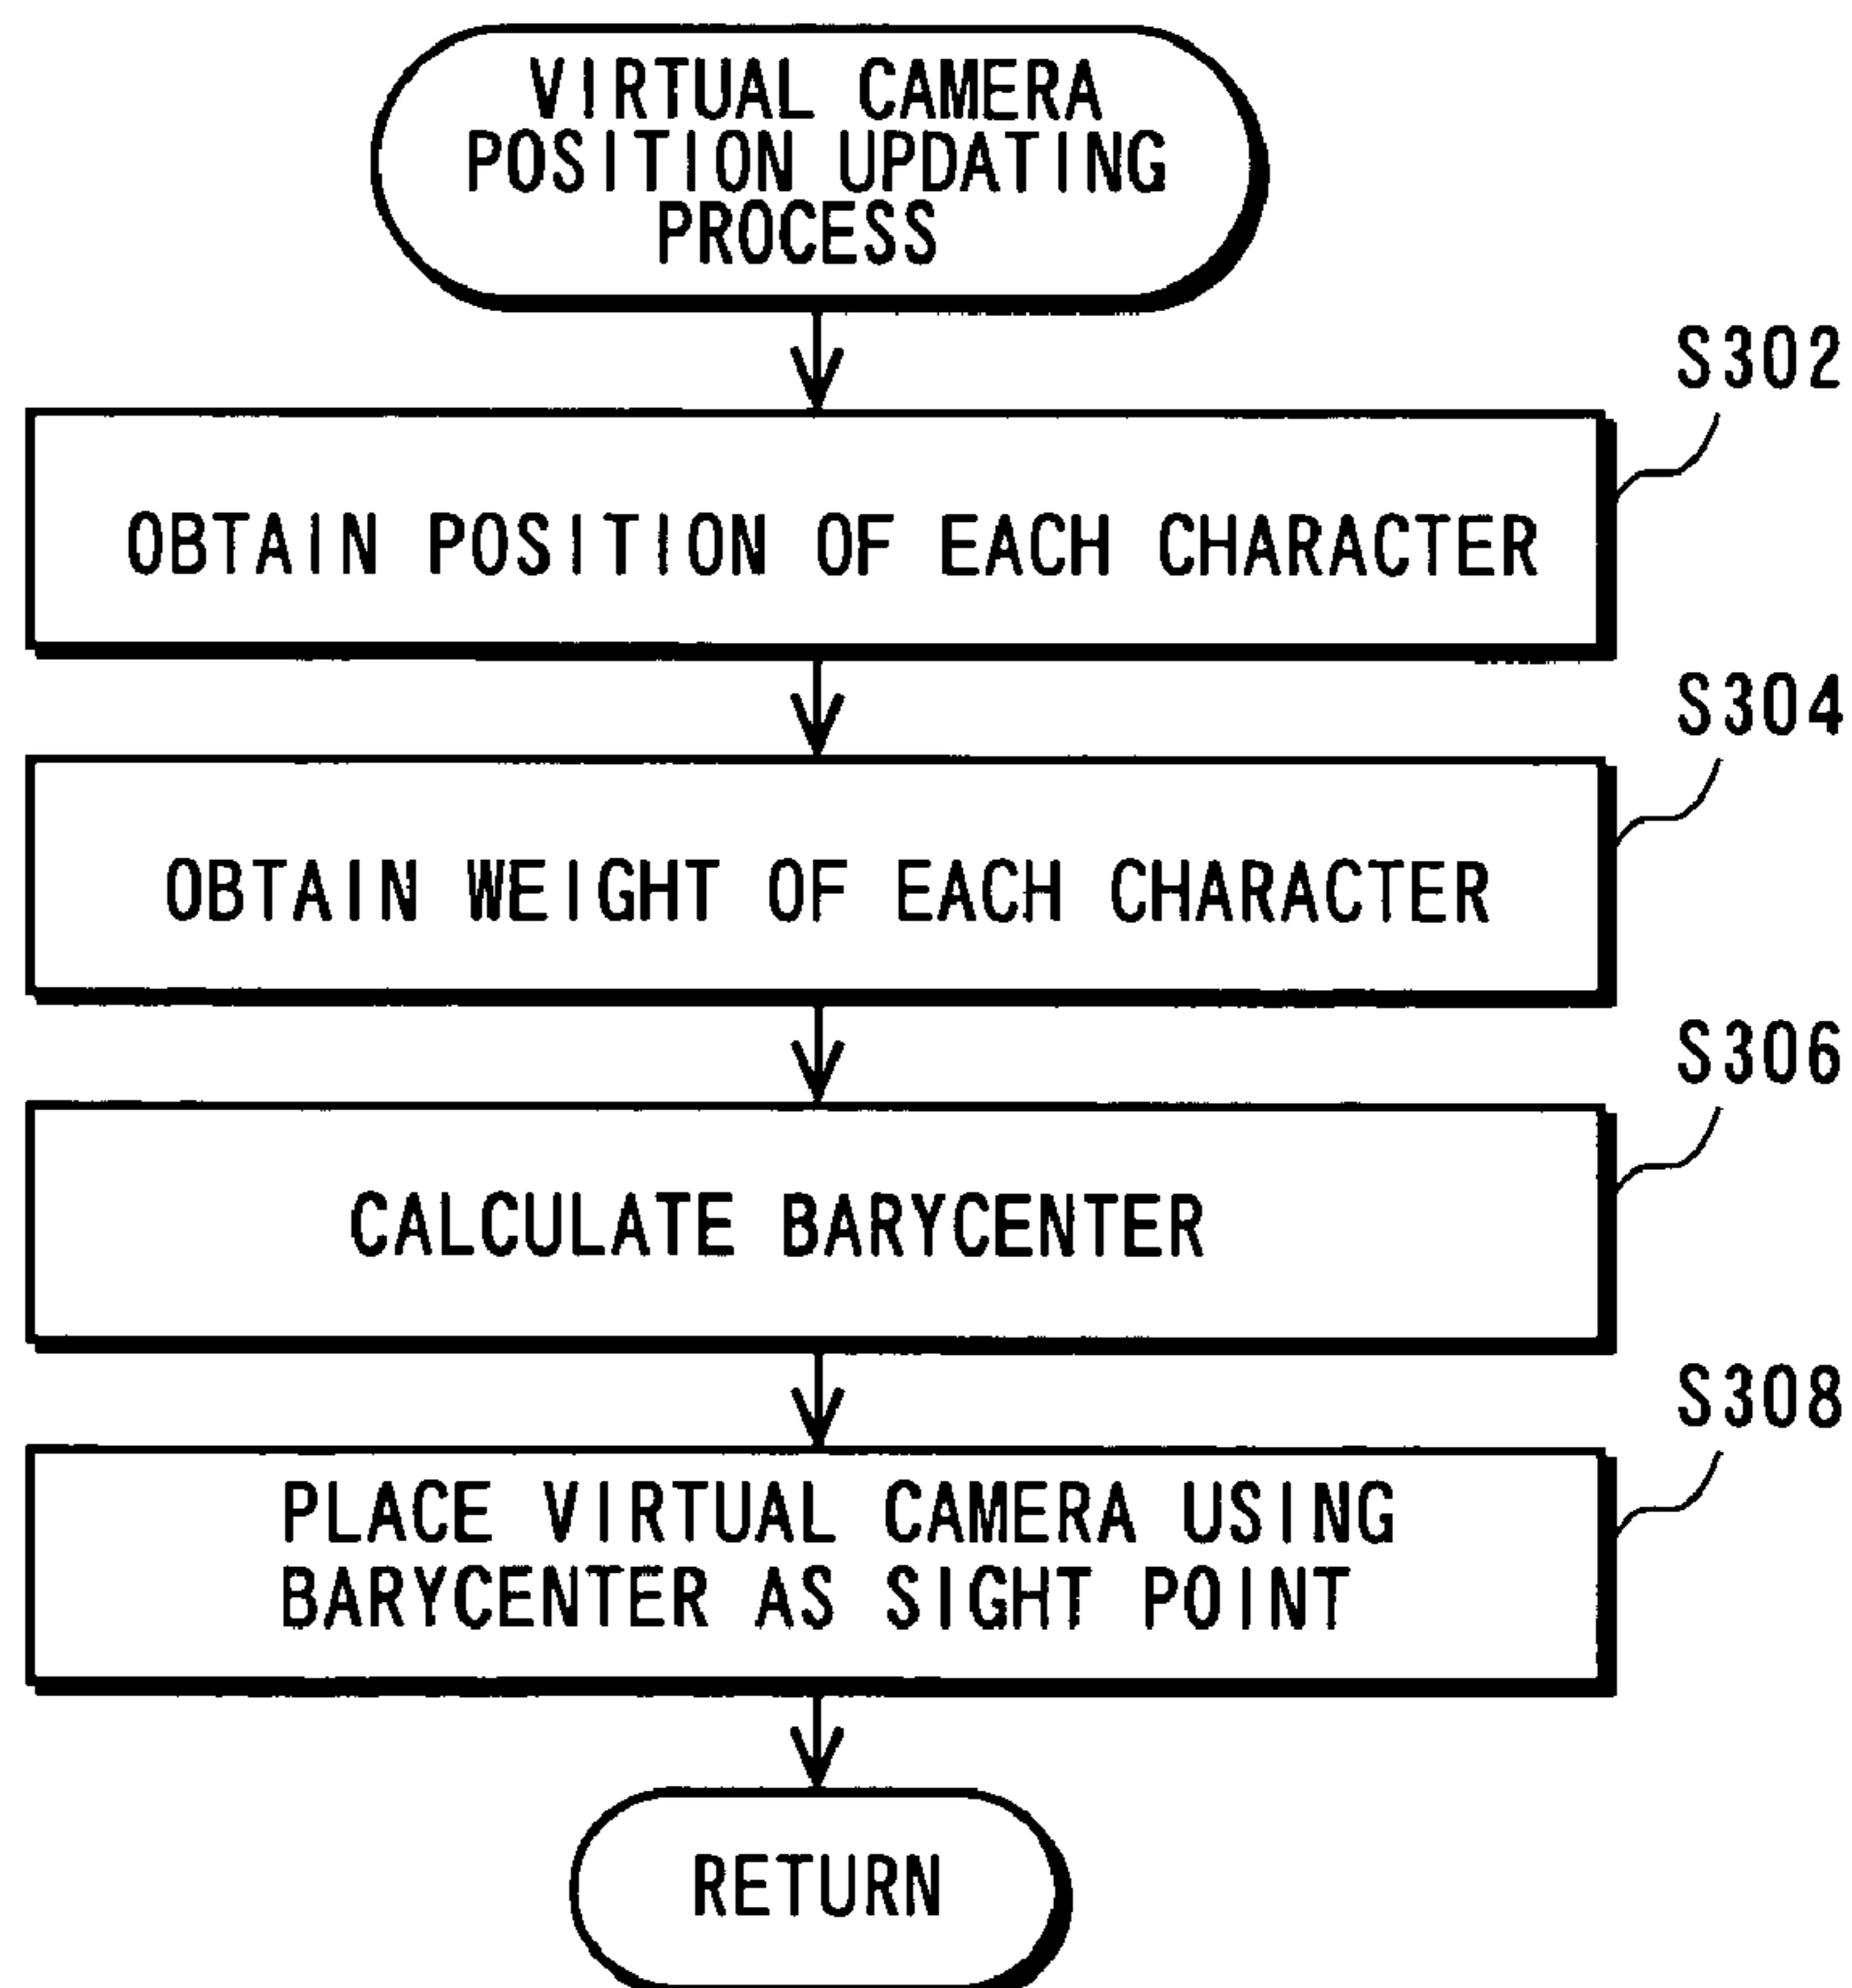 VIRTUAL CAMERA
POSITION UPDATING
PROCESS
S302
OBTAIN POSITION OF EACH CHARACTER
S304
OBTAIN WEIGHT OF EACH CHARACTER
S306
CALCULATE BARYCENTER
S308
PLACE VIRTUAL CAMERA USING
BARYCENTER AS SIGHT POINT
RETURN